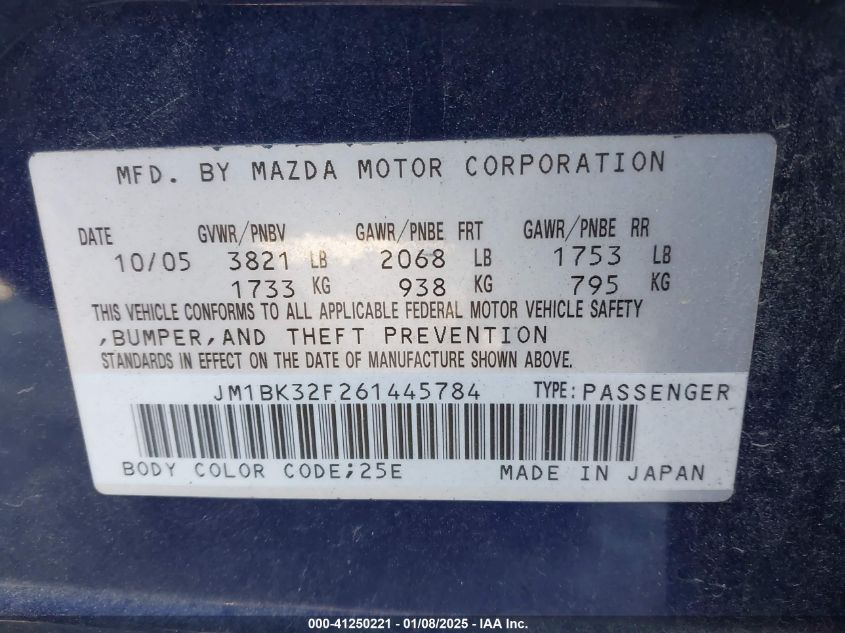 MFD. BY MAZDA MOTOR CORPORATION
DATE GVWR/PNBV GAWR/PNBE FRT GAWR/PNBE RR
10/05 3821 LB 2068 LB 1753 LB
1733 KG 938 KG 795 KG
THIS VEHICLE CONFORMS TO ALL APPLICABLE FEDERAL MOTOR VEHICLE SAFETY
,BUMPER,AND THEFT PREVENTION
STANDARDS IN EFFECT ON THE DATE OF MANUFACTURE SHOWN ABOVE.
JM1BK32F261445784 TYPE:PASSENGER
BODY COLOR CODE;25E MADE IN JAPAN
000-41250221 - 01/08/2025 - IAA Inc.